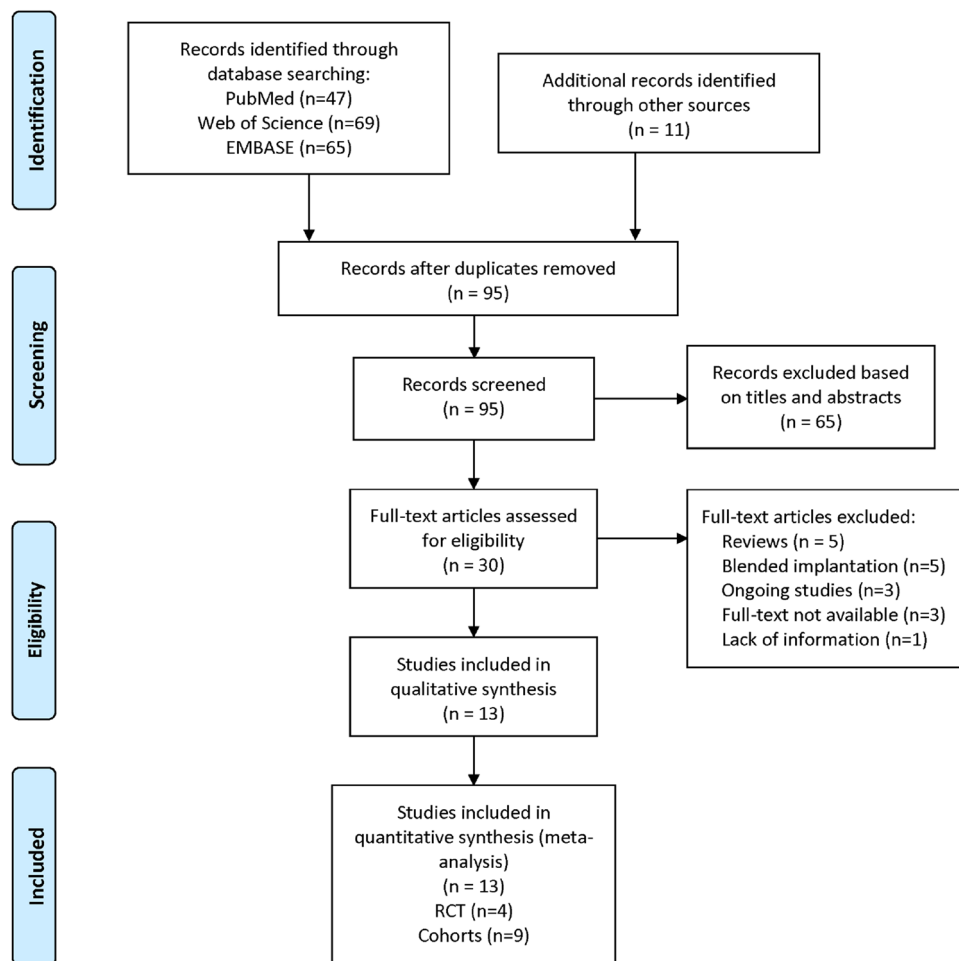 Identification
Records identified through
database searching:
PubMed (n=47)
Web of Science (n=69)
EMBASE (n=65)
Additional records identified
through other sources
(n = 11)
Records after duplicates removed
(n = 95)
Screening
Records screened
(n = 95)
Records excluded based
on titles and abstracts
(n = 65)
Eligibility
Full-text articles assessed
for eligibility
(n = 30)
Full-text articles excluded:
Reviews (n = 5)
Blended implantation (n=5)
Ongoing studies (n=3)
Full-text not available (n=3)
Lack of information (n=1)
Studies included in
qualitative synthesis
(n = 13)
Included
Studies included in
quantitative synthesis (meta-
analysis)
(n = 13)
RCT (n=4)
Cohorts (n=9)